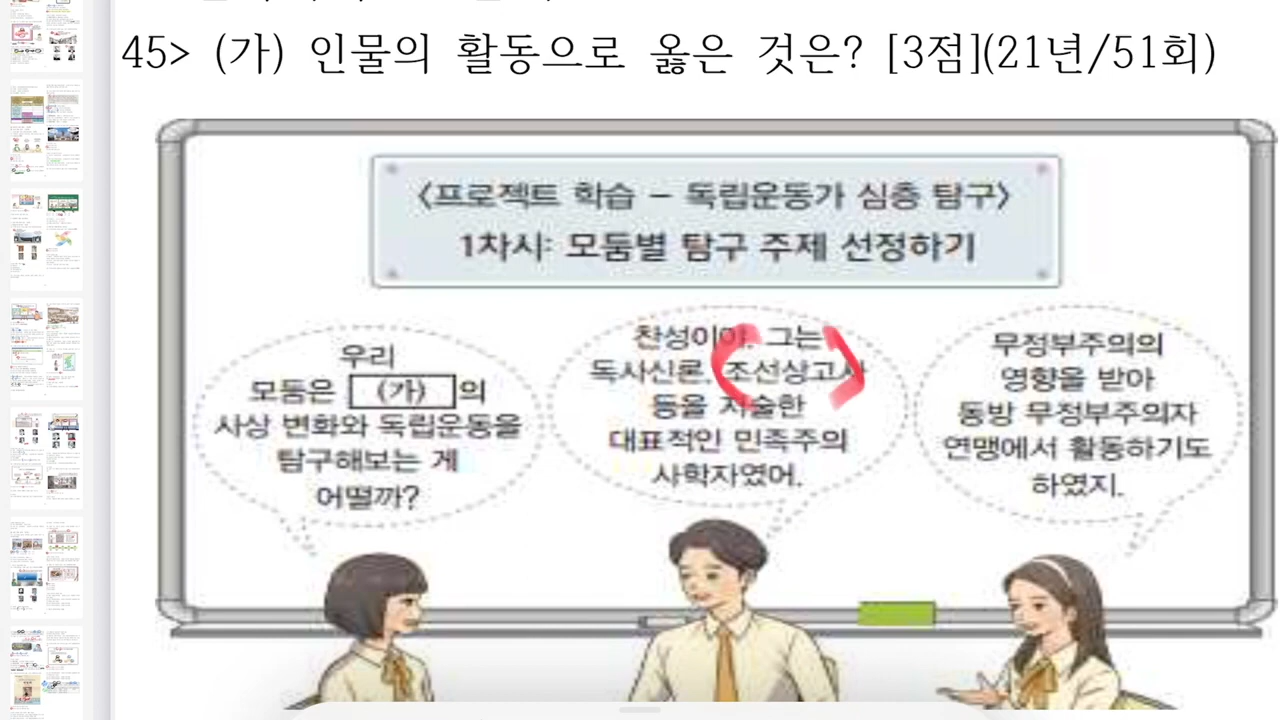 45> (가) 인물의 활동으로 옳은 것은? [3점](21년/51회)
<프로젝트 학습 - 독립운동가 심층 탐구>
1차시: 모둠별 탐구 주제 선정하기
우리
모둠은 (가) 의
사상 변화와 독립운동을
탐구해보는 게
어떨까?
찬성이야. 그는
독사신론, 조선상고사
등을 저술한
대표적인 민족주의
사학자였어.
무정부주의의
영향을 받아
동방 무정부주의자
연맹에서 활동하기도
하였지.